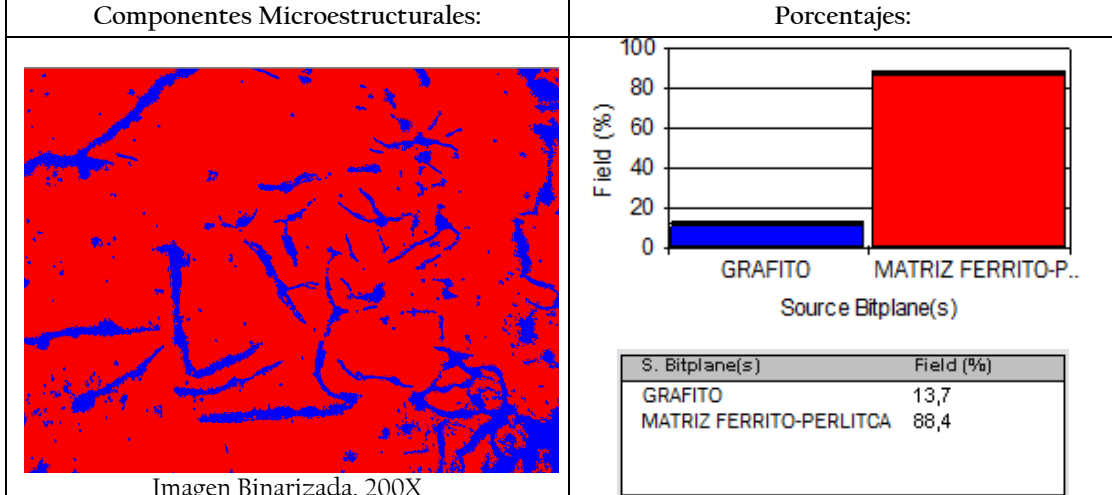 Componentes Microestructurales:
Porcentajes:
Imagen Binarizada, 200X
100
80
60
40
20
0
Field (%)
GRAFITO
MATRIZ FERRITO-P..
Source Bitplane(s)
S. Bitplane(s) Field (%)
GRAFITO 13,7
MATRIZ FERRITO-PERLITCA 88,4